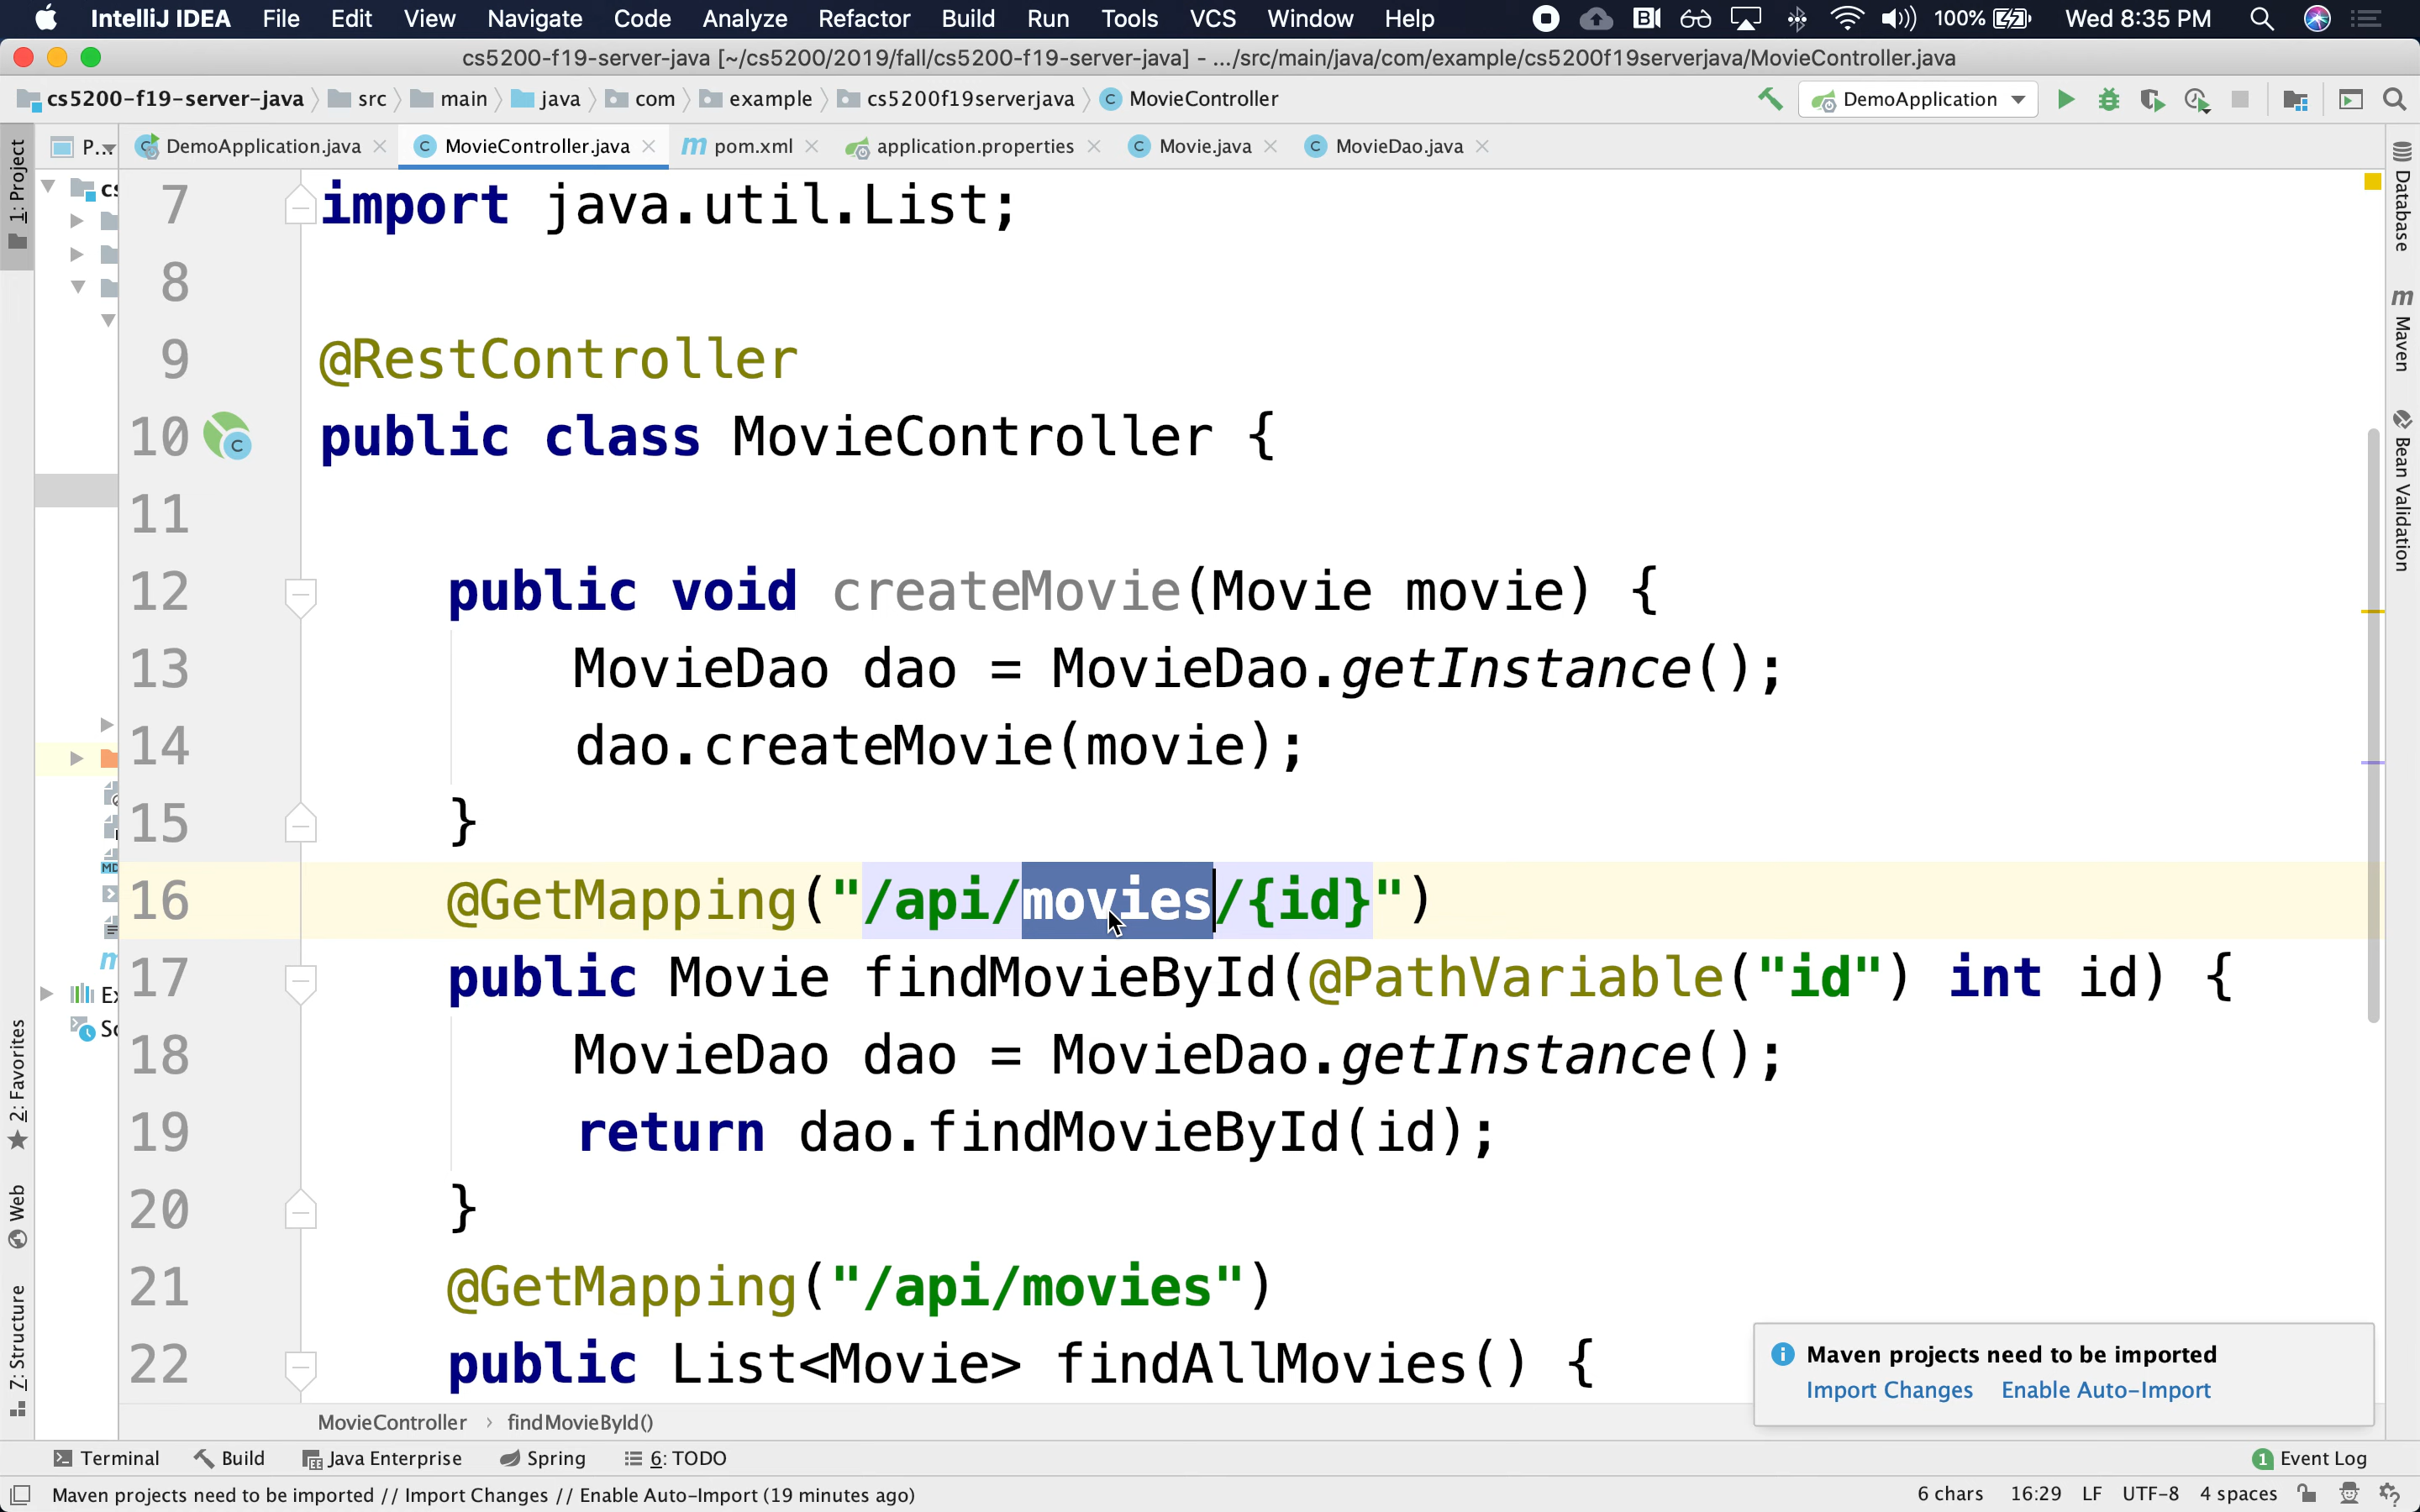 IntelliJ IDEA File Edit View Navigate Code Analyze Refactor Build Run Tools VCS Window Help 100% Wed 8:35 PM
cs5200-f19-server-java [~/cs5200/2019/fall/cs5200-f19-server-java] - .../src/main/java/com/example/cs5200f19serverjava/MovieController.java
cs5200-f19-server-java src main java com example cs5200f19serverjava MovieController DemoApplication
P... DemoApplication.java MovieController.java pom.xml application.properties Movie.java MovieDao.java
1: Project
2: Favorites
Web
Z: Structure
Database
Maven
Bean Validation
7 import java.util.List;
8
9 @RestController
10 public class MovieController {
11
12 public void createMovie(Movie movie) {
13 MovieDao dao = MovieDao.getInstance();
14 dao.createMovie(movie);
15 }
16 @GetMapping("/api/movies/{id}")
17 public Movie findMovieById(@PathVariable("id") int id) {
18 MovieDao dao = MovieDao.getInstance();
19 return dao.findMovieById(id);
20 }
21 @GetMapping("/api/movies")
22 public List<Movie> findAllMovies() {
Maven projects need to be imported
Import Changes Enable Auto-Import
MovieController › findMovieById()
Terminal Build Java Enterprise Spring 6: TODO 1 Event Log
Maven projects need to be imported // Import Changes // Enable Auto-Import (19 minutes ago) 6 chars 16:29 LF UTF-8 4 spaces